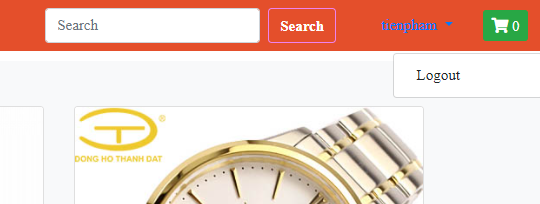 Search
Search
tienpham
0
Logout
®
DONG HO THANH DAT